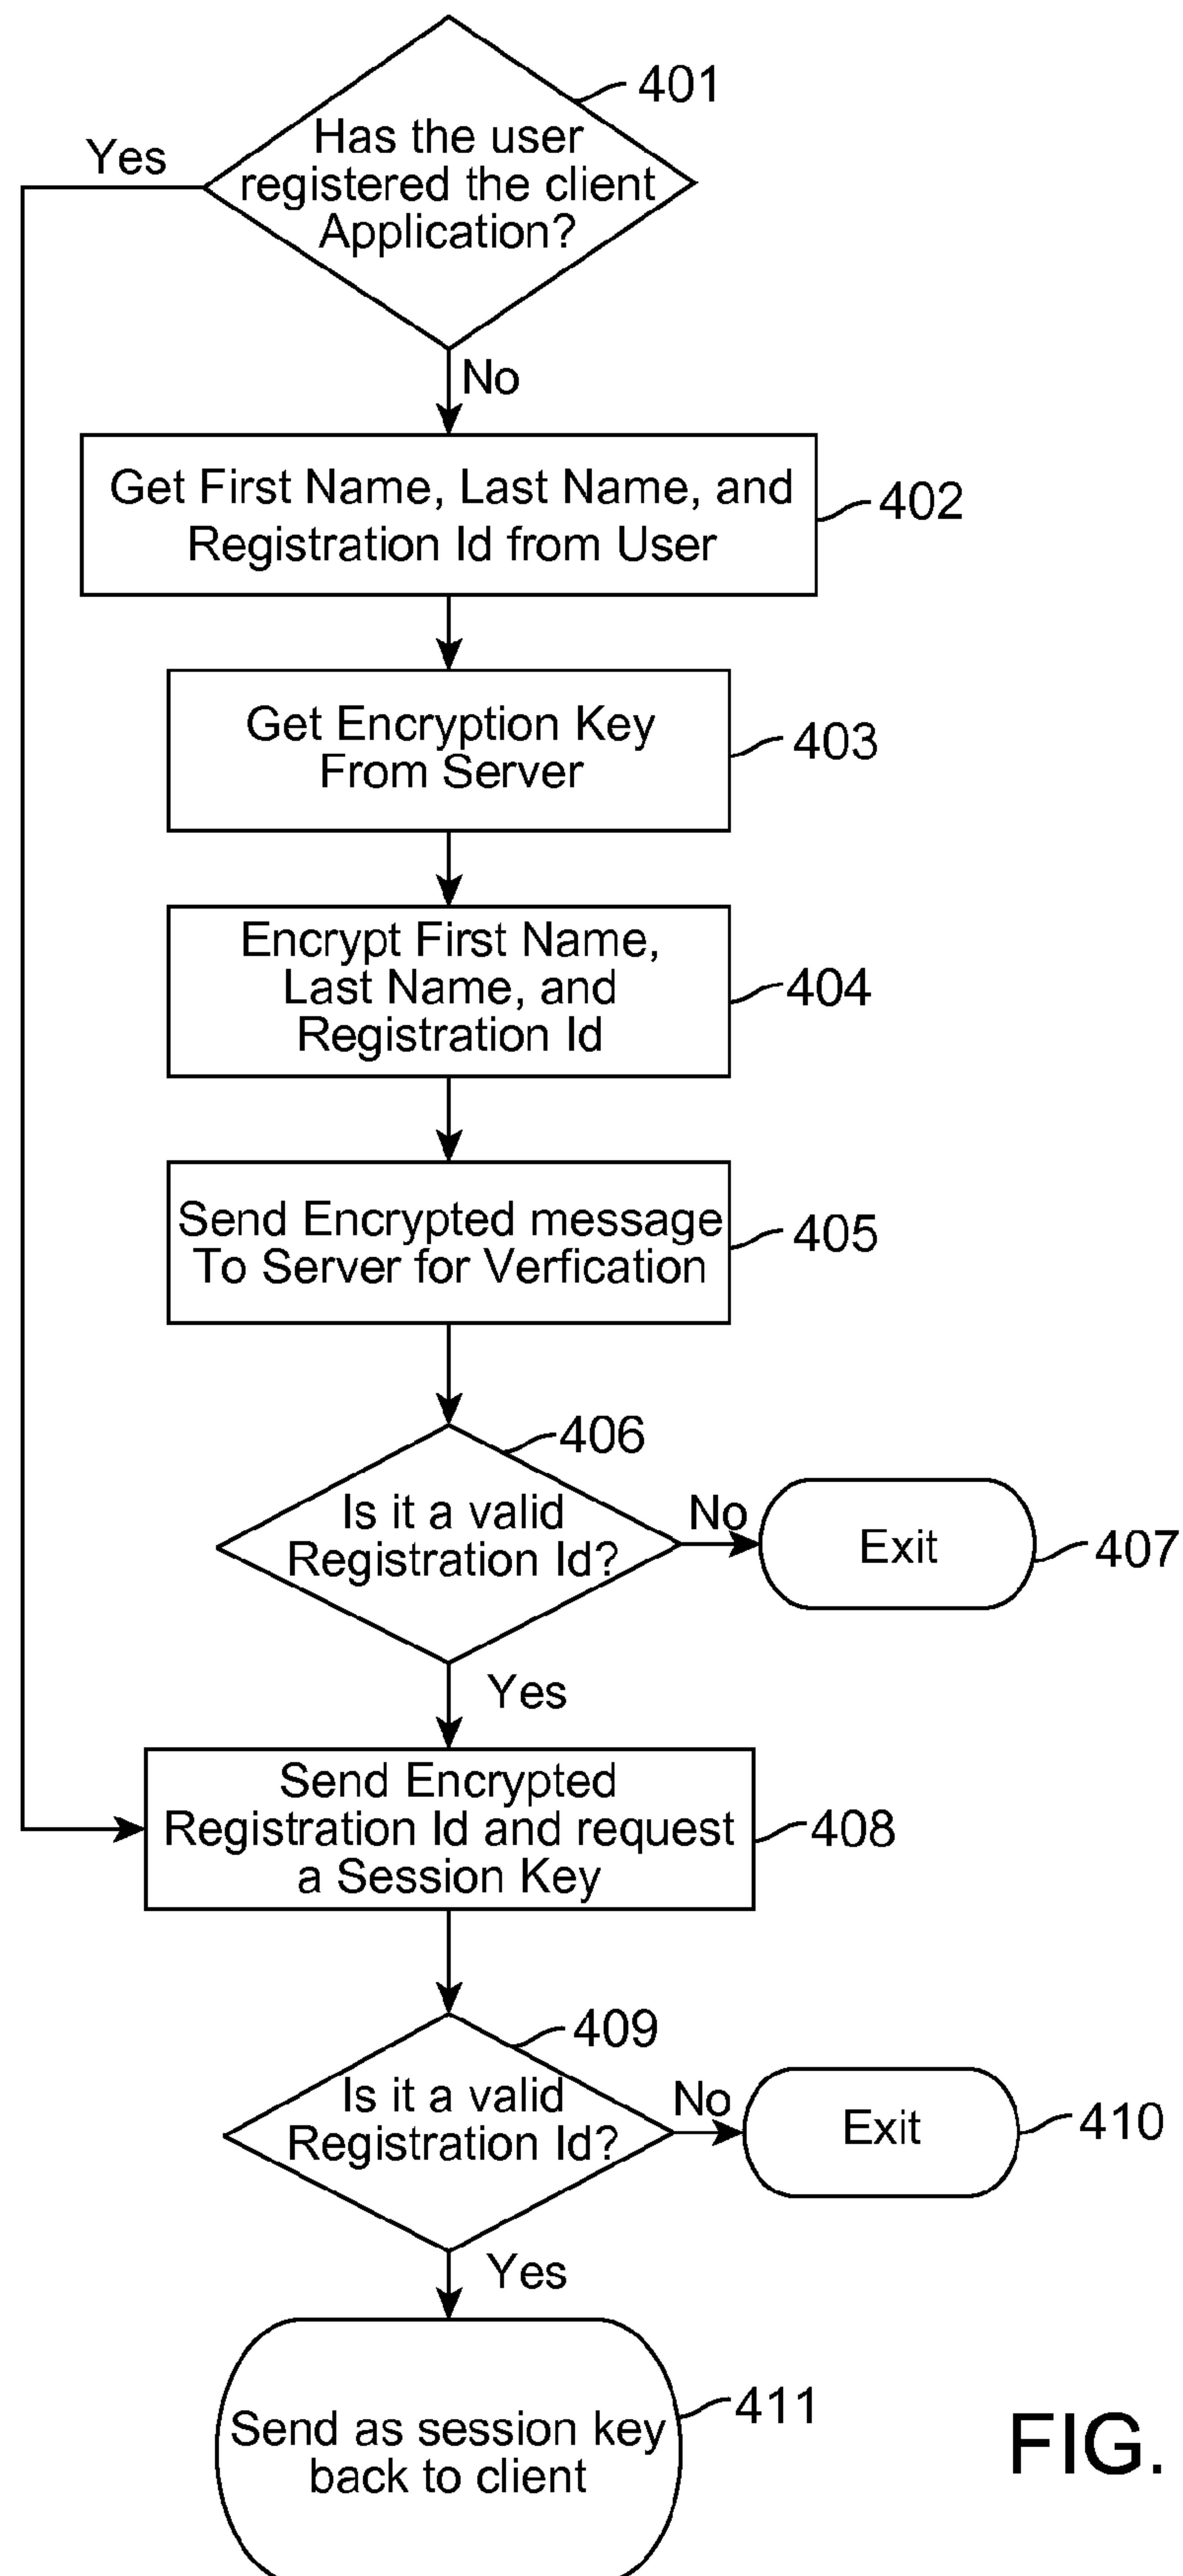 401
Has the user
registered the client
Application?
Yes
No
Get First Name, Last Name, and
Registration Id from User
402
Get Encryption Key
From Server
403
Encrypt First Name,
Last Name, and
Registration Id
404
Send Encrypted message
To Server for Verfication
405
406
Is it a valid
Registration Id?
No
Exit
407
Yes
Send Encrypted
Registration Id and request
a Session Key
408
409
Is it a valid
Registration Id?
No
Exit
410
Yes
Send as session key
back to client
411
FIG.